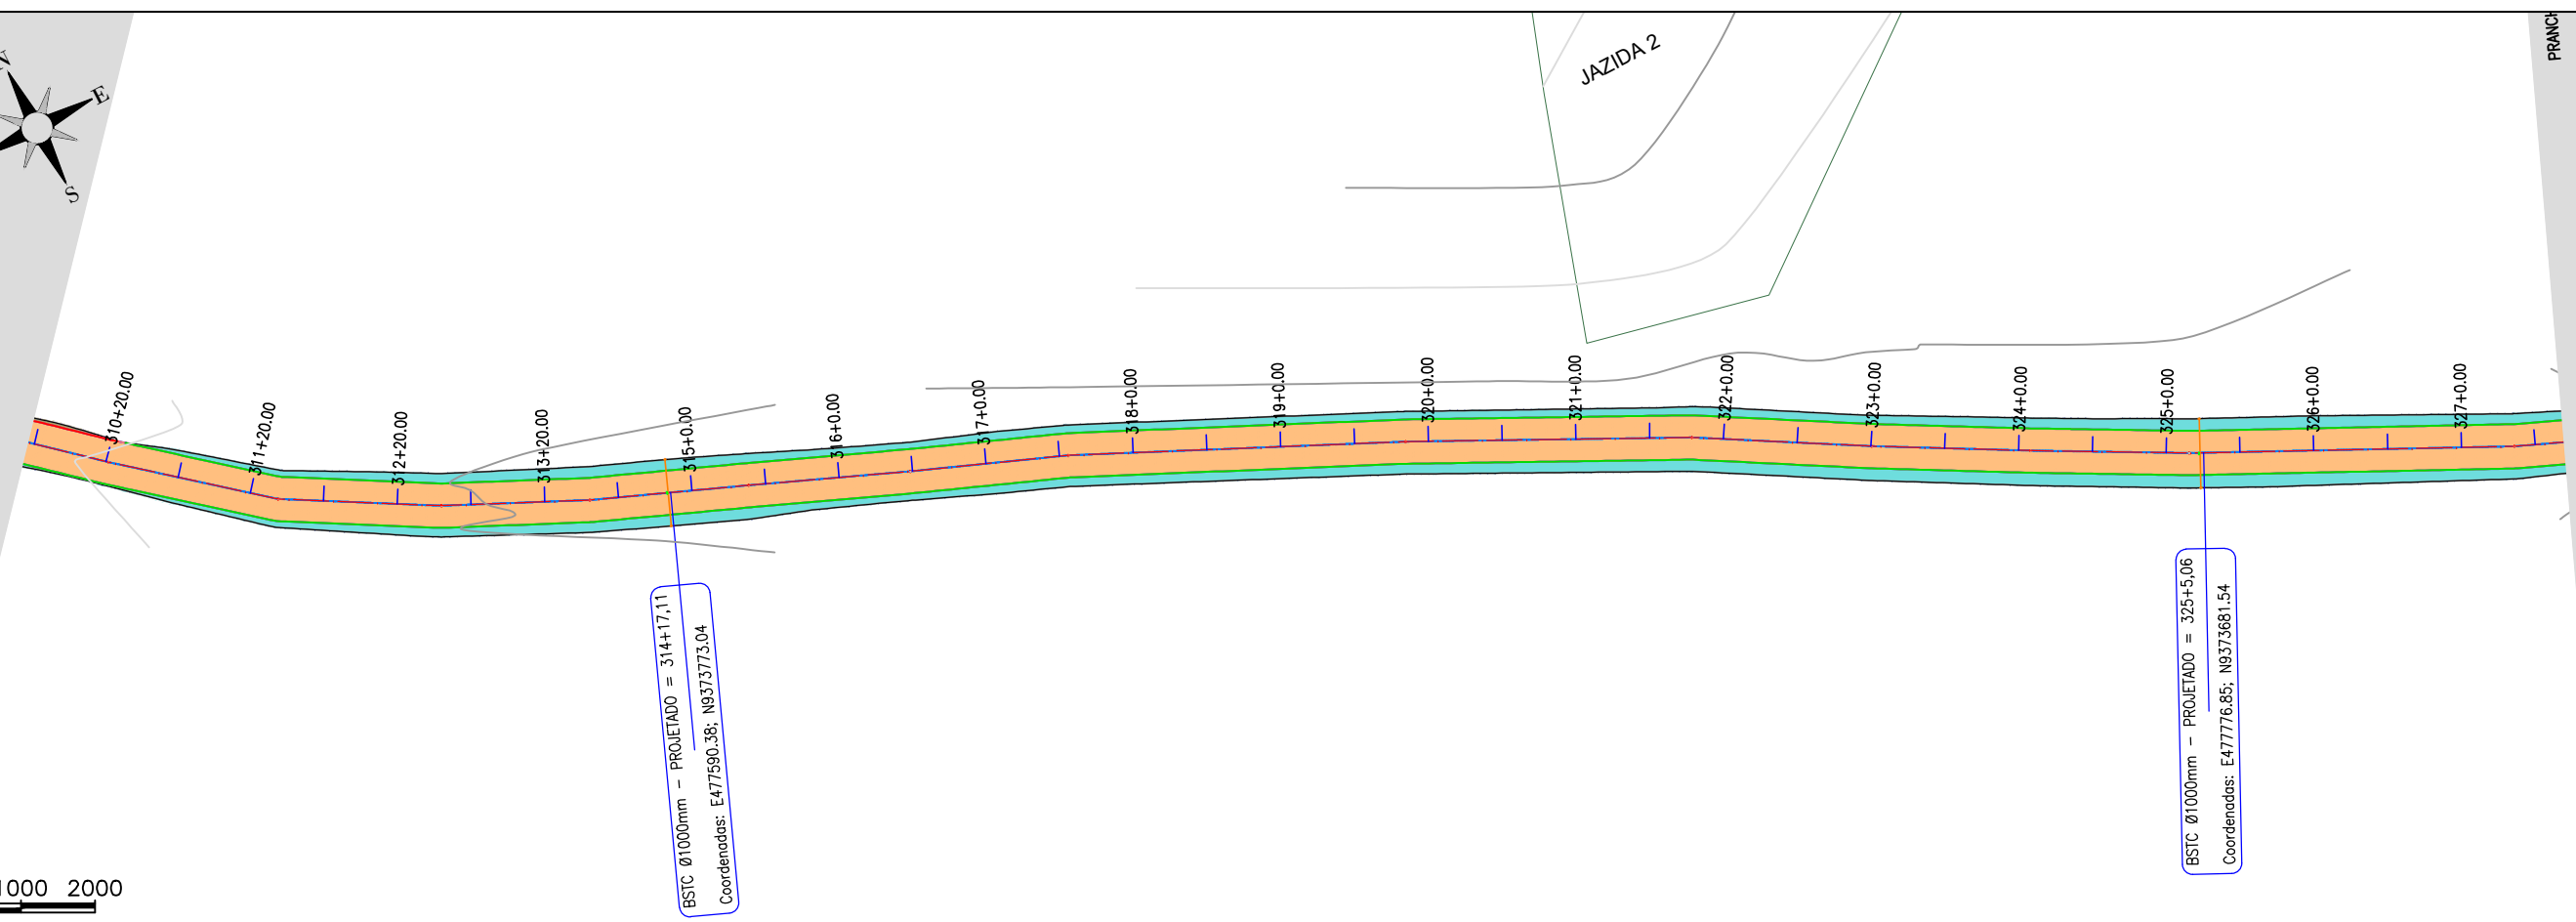 JAZIDA 2
E
S
310+20.00
311+20.00
312+20.00
313+20.00
315+0.00
316+0.00
317+0.00
318+0.00
319+0.00
320+0.00
321+0.00
322+0.00
323+0.00
324+0.00
325+0.00
326+0.00
327+0.00
BSTC Ø1000mm - PROJETADO = 314+17,11
Coordenadas: E477590.38; N9373773.04
BSTC Ø1000mm - PROJETADO = 325+5,06
Coordenadas: E477776.85; N9373681.54
1000 2000